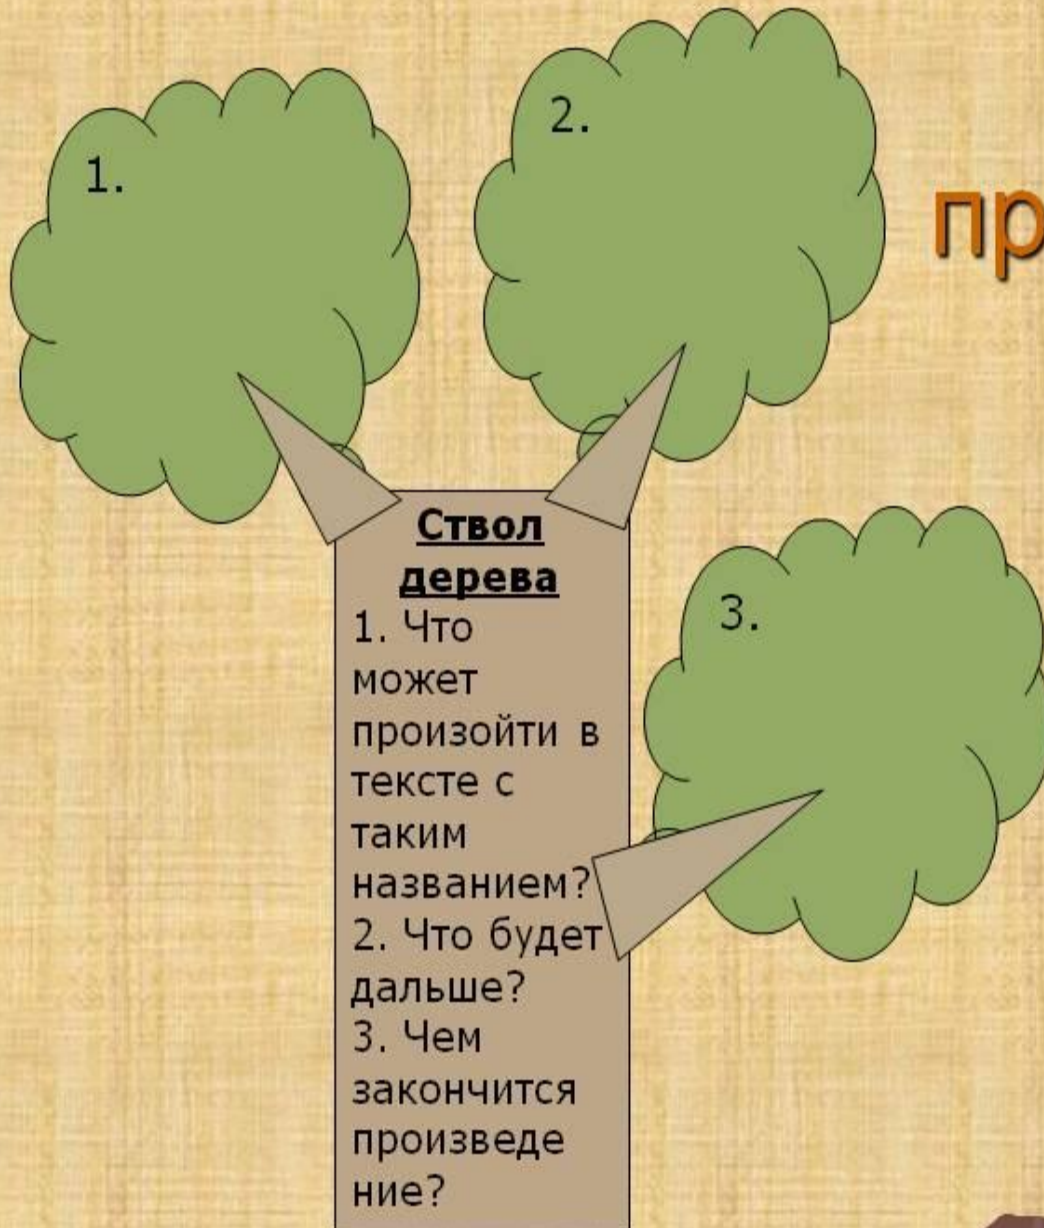 1.
2.
пр
Ствол
дерева
1. Что
может
произойти в
тексте с
таким
названием?
2. Что будет
дальше?
3. Чем
закончится
произведе
ние?
3.